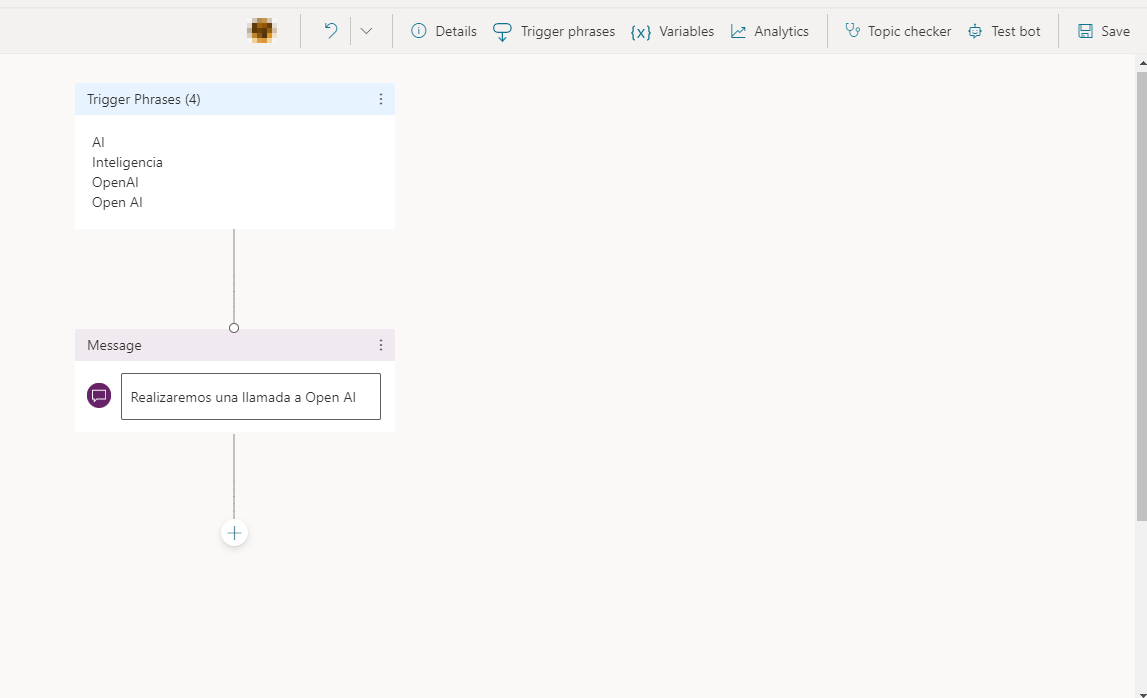 Details Trigger phrases {x} Variables Analytics Topic checker Test bot Save
Trigger Phrases (4)
AI
Inteligencia
OpenAI
Open AI
Message
Realizaremos una llamada a Open AI